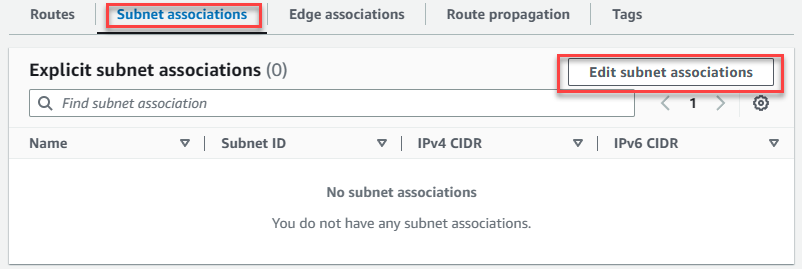 Routes Subnet associations Edge associations Route propagation Tags
Explicit subnet associations (0) Edit subnet associations
Find subnet association 1
Name Subnet ID IPv4 CIDR IPv6 CIDR
No subnet associations
You do not have any subnet associations.